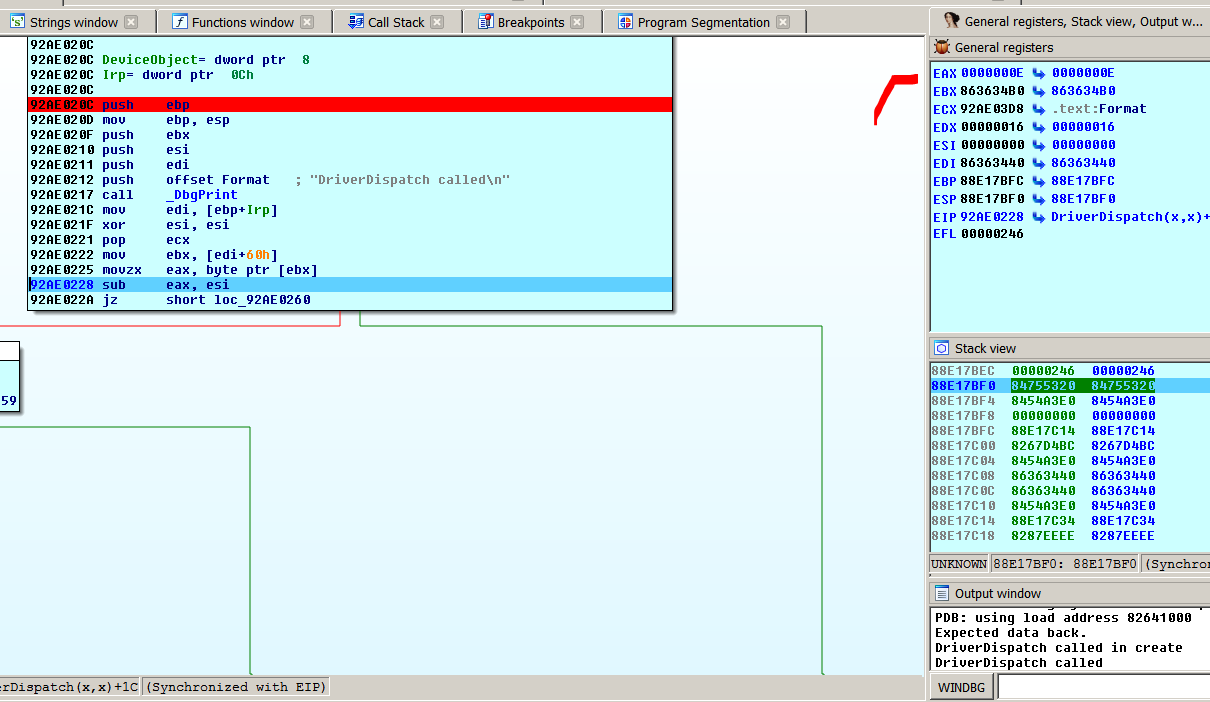 Strings window
Functions window
Call Stack
Breakpoints
Program Segmentation
General registers, Stack view, Output w...
92AE020C
92AE020C DeviceObject= dword ptr  8
92AE020C Irp= dword ptr  0Ch
92AE020C
92AE020C push    ebp
92AE020D mov     ebp, esp
92AE020F push    ebx
92AE0210 push    esi
92AE0211 push    edi
92AE0212 push    offset Format   ; "DriverDispatch called\n"
92AE0217 call    _DbgPrint
92AE021C mov     edi, [ebp+Irp]
92AE021F xor     esi, esi
92AE0221 pop     ecx
92AE0222 mov     ebx, [edi+60h]
92AE0225 movzx   eax, byte ptr [ebx]
92AE0228 sub     eax, esi
92AE022A jz      short loc_92AE0260
59
erDispatch(x,x)+1C
(Synchronized with EIP)
General registers
EAX 0000000E 0000000E
EBX 863634B0 863634B0
ECX 92AE03D8 .text:Format
EDX 00000016 00000016
ESI 00000000 00000000
EDI 86363440 86363440
EBP 88E17BFC 88E17BFC
ESP 88E17BF0 88E17BF0
EIP 92AE0228 DriverDispatch(x,x)+
EFL 00000246
Stack view
88E17BEC 00000246 00000246
88E17BF0 84755320 84755320
88E17BF4 8454A3E0 8454A3E0
88E17BF8 00000000 00000000
88E17BFC 88E17C14 88E17C14
88E17C00 8267D4BC 8267D4BC
88E17C04 8454A3E0 8454A3E0
88E17C08 86363440 86363440
88E17C0C 86363440 86363440
88E17C10 8454A3E0 8454A3E0
88E17C14 88E17C34 88E17C34
88E17C18 8287EEEE 8287EEEE
UNKNOWN 88E17BF0: 88E17BF0 (Synchron
Output window
PDB: using load address 82641000
Expected data back.
DriverDispatch called in create
DriverDispatch called
WINDBG